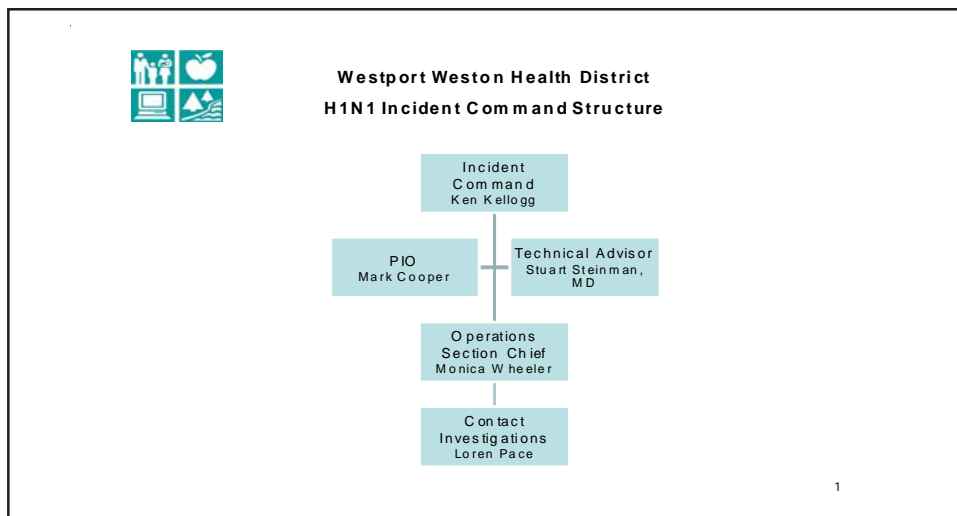 Westport Weston Health District
H1N1 Incident Command Structure
Incident
Command
Ken Kellogg
PIO
Mark Cooper
Technical Advisor
Stuart Steinman,
MD
Operations
Section Chief
Monica Wheeler
Contact
Investigations
Loren Pace
1